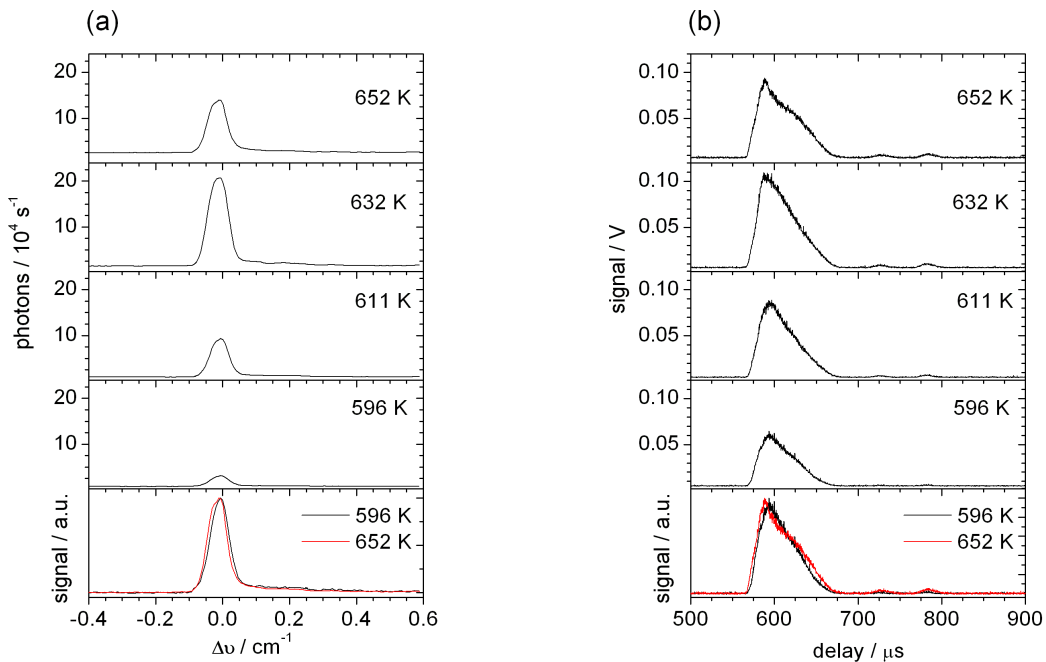 (a)
(b)
20
10
652 K
20
10
632 K
20
10
611 K
20
10
596 K
photons / 10⁴ s⁻¹
signal / a.u.
596 K
652 K
-0.4 -0.2 0.0 0.2 0.4 0.6
Δυ / cm⁻¹
0.10
0.05
652 K
0.10
0.05
632 K
0.10
0.05
611 K
0.10
0.05
596 K
signal / V
signal / a.u.
596 K
652 K
500 600 700 800 900
delay / μs